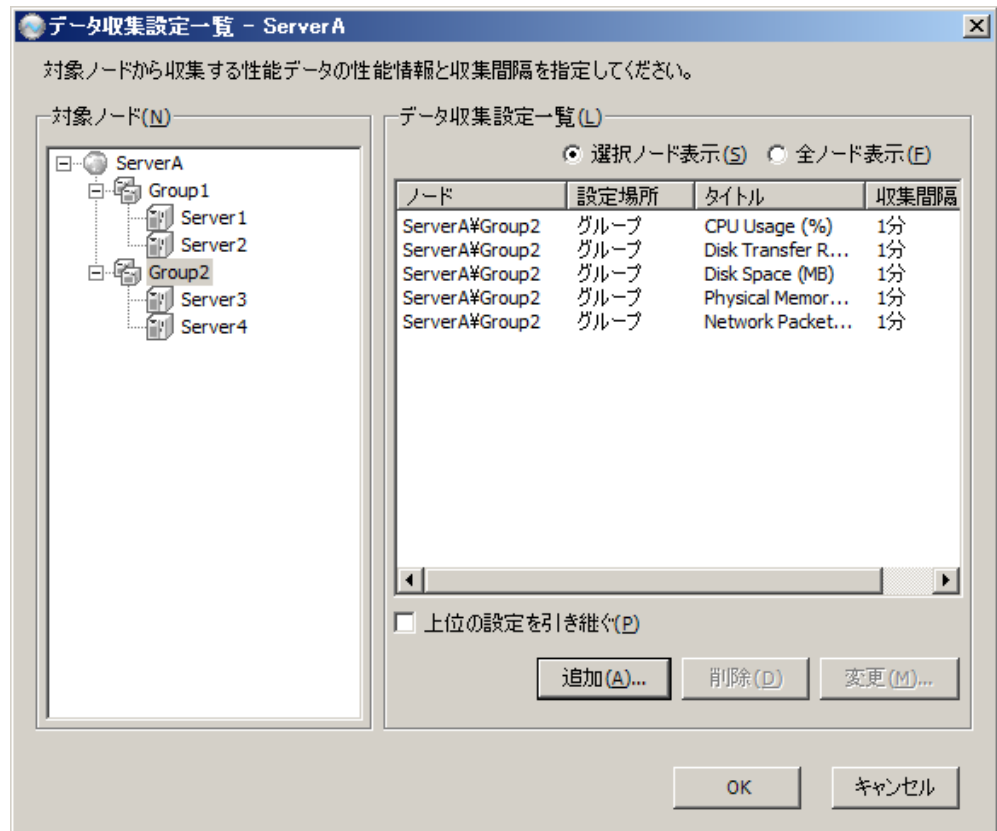 データ収集設定一覧 - ServerA
対象ノードから収集する性能データの性能情報と収集間隔を指定してください。
対象ノード(N)
ServerA
Group1
Server1
Server2
Group2
Server3
Server4
データ収集設定一覧(L)
選択ノード表示(S) 全ノード表示(F)
ノード 設定場所 タイトル 収集間隔
ServerA¥Group2 グループ CPU Usage (%) 1分
ServerA¥Group2 グループ Disk Transfer R... 1分
ServerA¥Group2 グループ Disk Space (MB) 1分
ServerA¥Group2 グループ Physical Memor... 1分
ServerA¥Group2 グループ Network Packet... 1分
上位の設定を引き継ぐ(P)
追加(A)... 削除(D) 変更(M)...
OK キャンセル